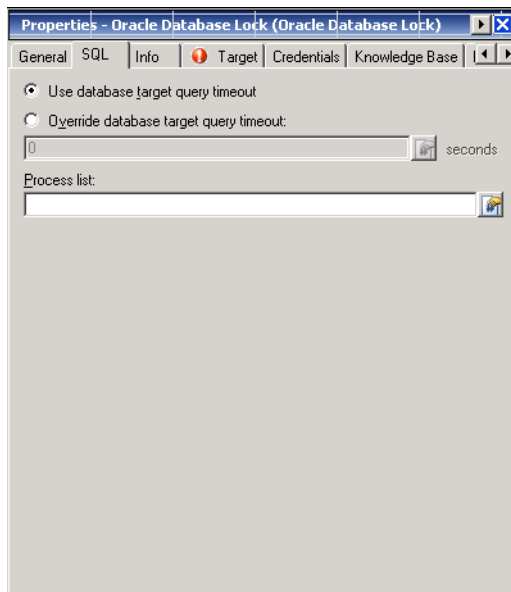 Properties - Oracle Database Lock (Oracle Database Lock)
General SQL Info Target Credentials Knowledge Base
Use database target query timeout
Override database target query timeout:
0 seconds
Process list: